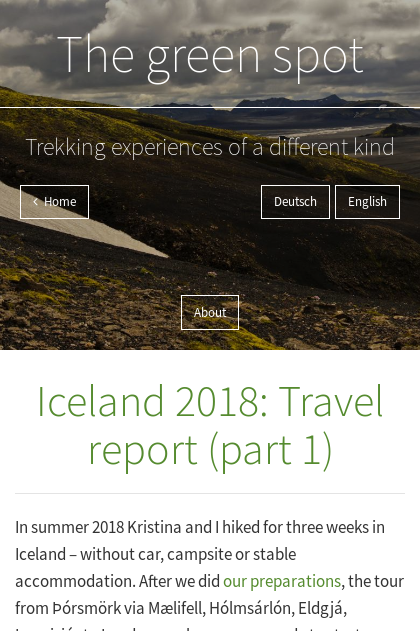 The green spot
Trekking experiences of a different kind
‹ Home
Deutsch
English
About
Iceland 2018: Travel
report (part 1)
In summer 2018 Kristina and I hiked for three weeks in
Iceland – without car, campsite or stable
accommodation. After we did our preparations, the tour
from Þórsmörk via Mælifell, Hólmsárlón, Eldgjá,